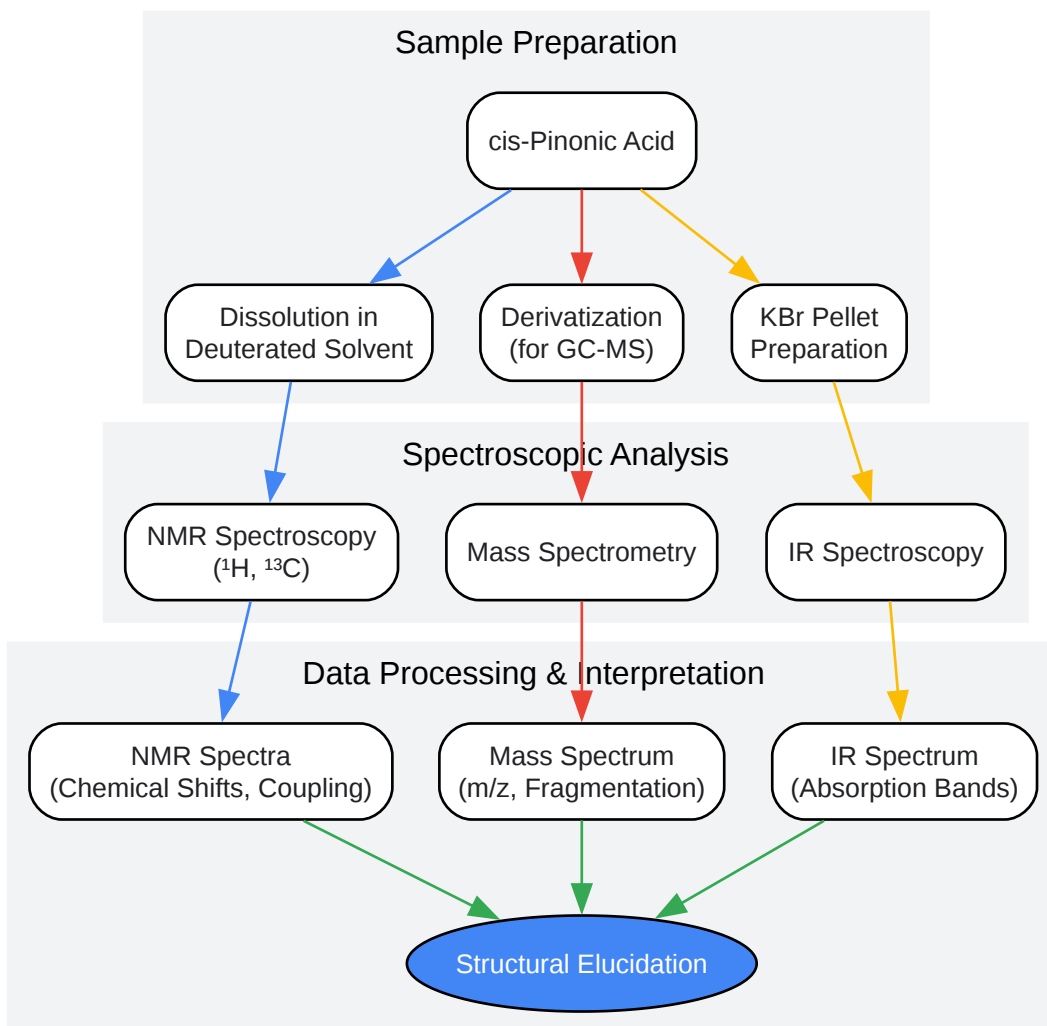 Sample Preparation
cis-Pinonic Acid
Dissolution in
Deuterated Solvent
Derivatization
(for GC-MS)
KBr Pellet
Preparation
Spectroscopic Analysis
NMR Spectroscopy
(¹H, ¹³C)
Mass Spectrometry
IR Spectroscopy
Data Processing & Interpretation
NMR Spectra
(Chemical Shifts, Coupling)
Mass Spectrum
(m/z, Fragmentation)
IR Spectrum
(Absorption Bands)
Structural Elucidation